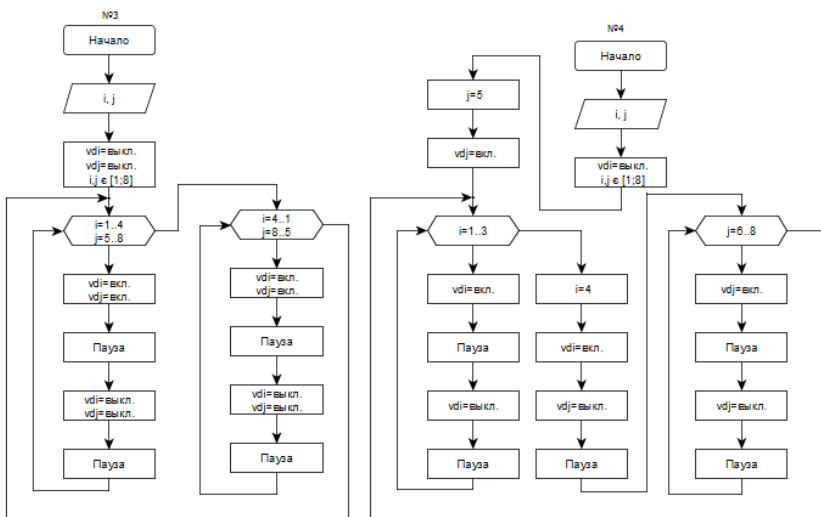 №3
Начало
i, j
vdi=выкл.
vdj=выкл.
i,j є [1;8]
i=1..4
j=5..8
vdi=вкл.
vdj=вкл.
Пауза
vdi=выкл.
vdj=выкл.
Пауза
i=4..1
j=8..5
vdi=вкл.
vdj=вкл.
Пауза
vdi=выкл.
vdj=выкл.
Пауза
№4
Начало
i, j
vdi=выкл.
i,j є [1;8]
j=5
vdj=вкл.
i=1..3
vdi=вкл.
Пауза
vdi=выкл.
Пауза
i=4
vdi=вкл.
vdj=выкл.
Пауза
j=6..8
vdj=вкл.
Пауза
vdj=выкл.
Пауза